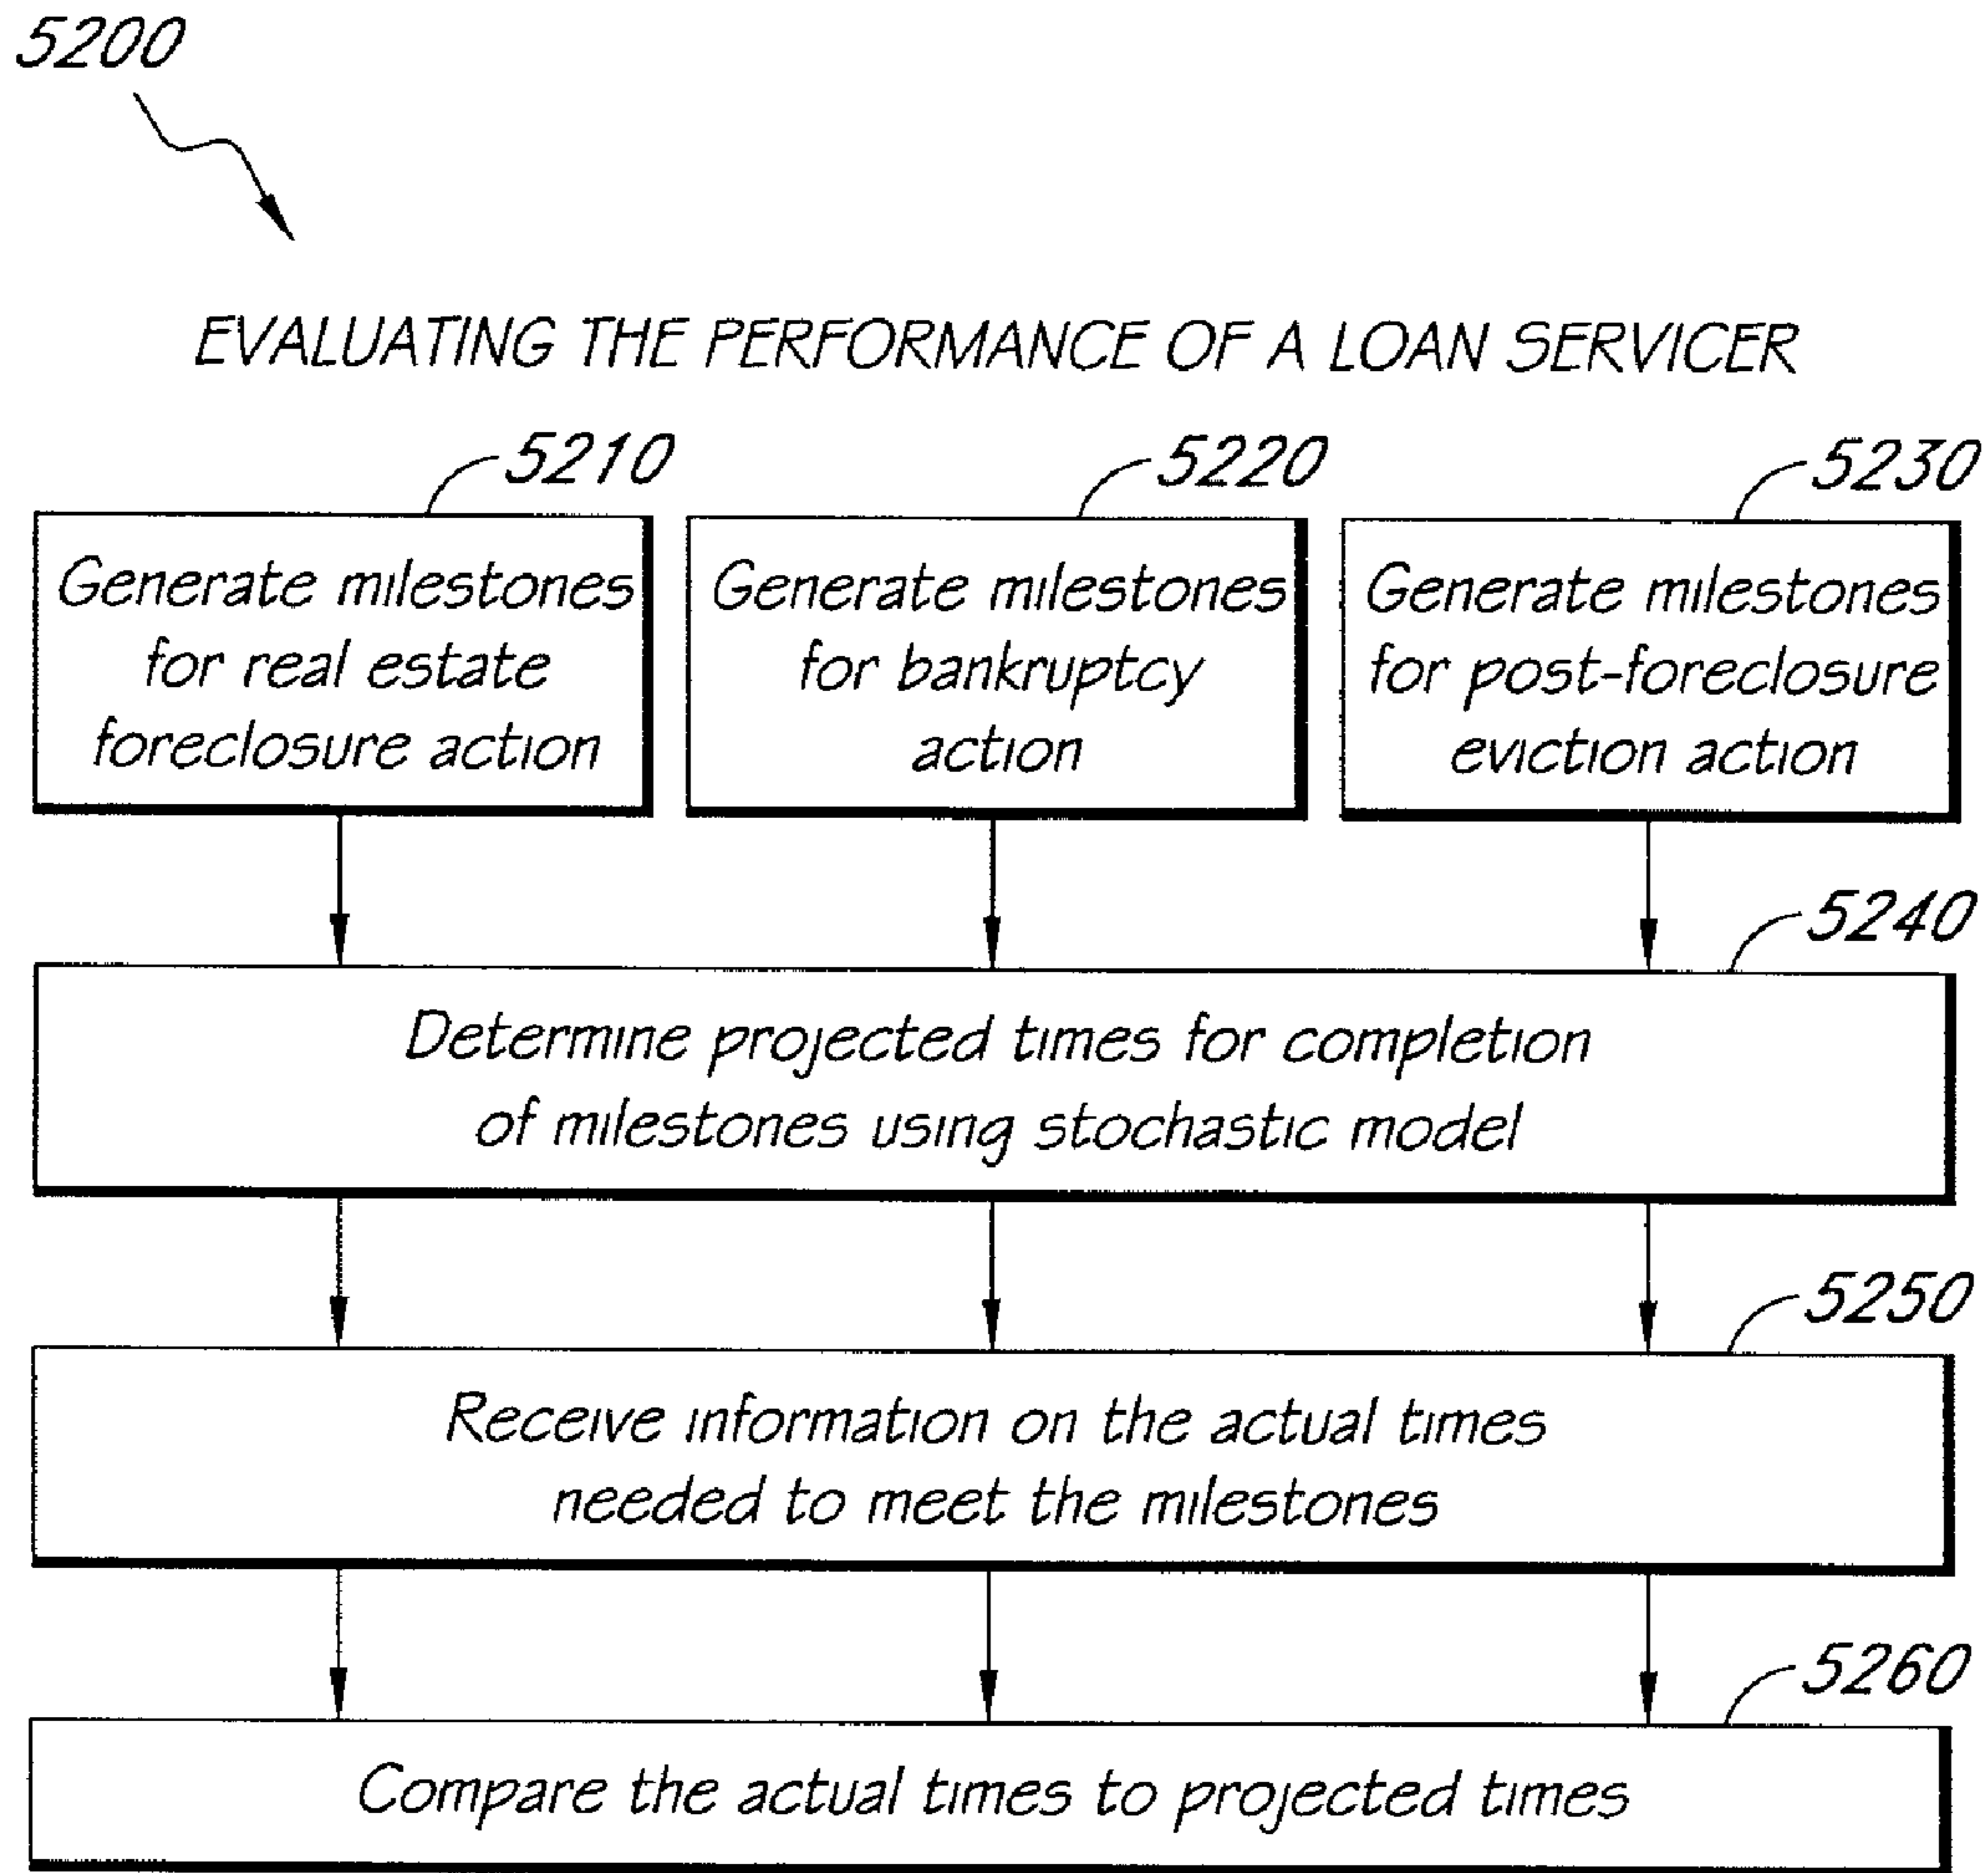 5200
EVALUATING THE PERFORMANCE OF A LOAN SERVICER
5210
Generate milestones
for real estate
foreclosure action
5220
Generate milestones
for bankruptcy
action
5230
Generate milestones
for post-foreclosure
eviction action
5240
Determine projected times for completion
of milestones using stochastic model
5250
Receive information on the actual times
needed to meet the milestones
5260
Compare the actual times to projected times